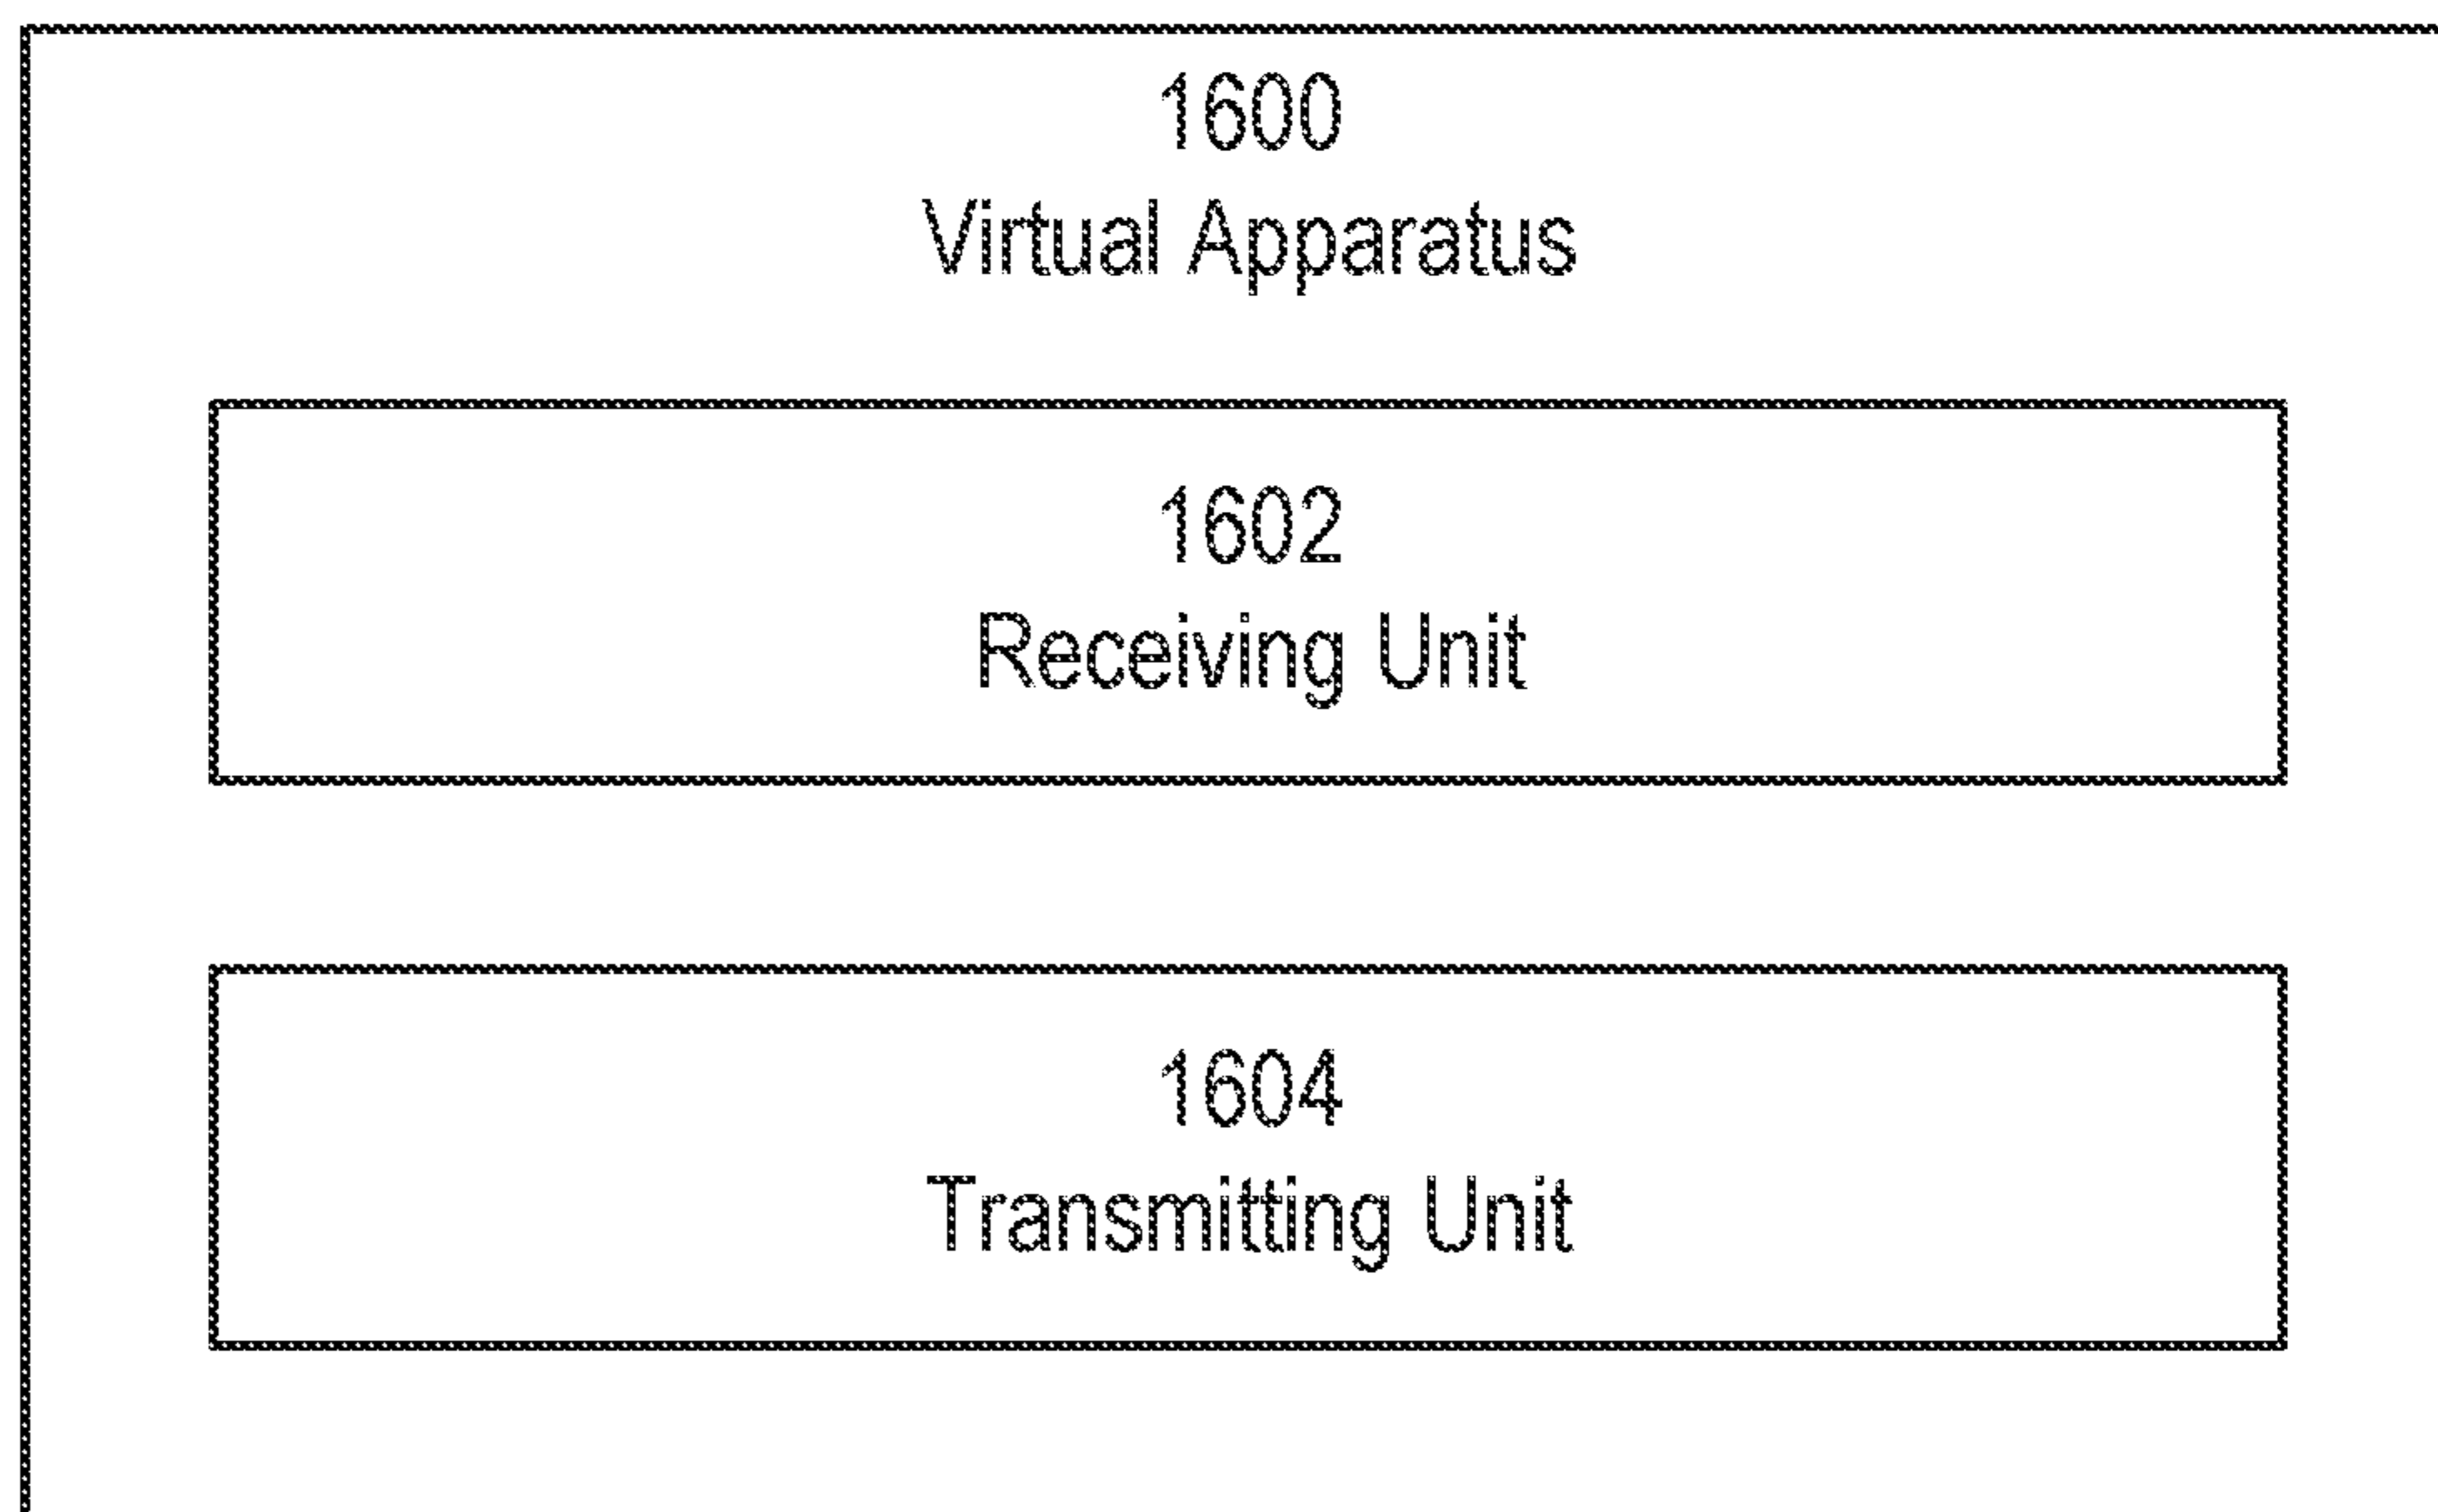 1600
Virtual Apparatus
1602
Receiving Unit
1604
Transmitting Unit